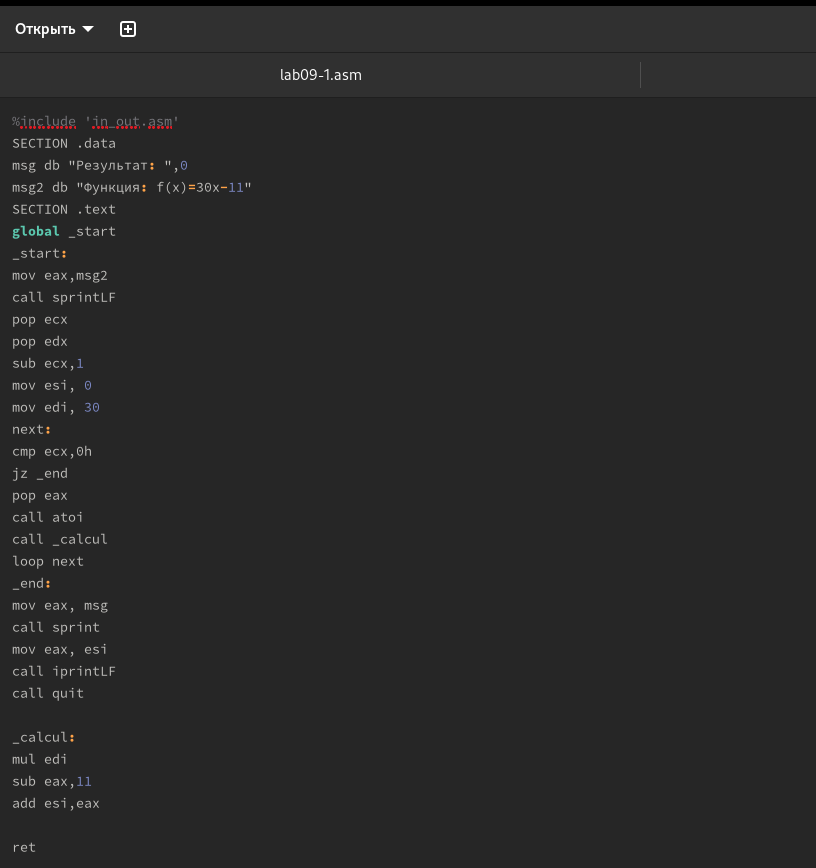 Открыть
lab09-1.asm
%include 'in_out.asm'
SECTION .data
msg db "Результат: ",0
msg2 db "Функция: f(x)=30x-11"
SECTION .text
global _start
_start:
mov eax,msg2
call sprintLF
pop ecx
pop edx
sub ecx,1
mov esi, 0
mov edi, 30
next:
cmp ecx,0h
jz _end
pop eax
call atoi
call _calcul
loop next
_end:
mov eax, msg
call sprint
mov eax, esi
call iprintLF
call quit
_calcul:
mul edi
sub eax,11
add esi,eax
ret